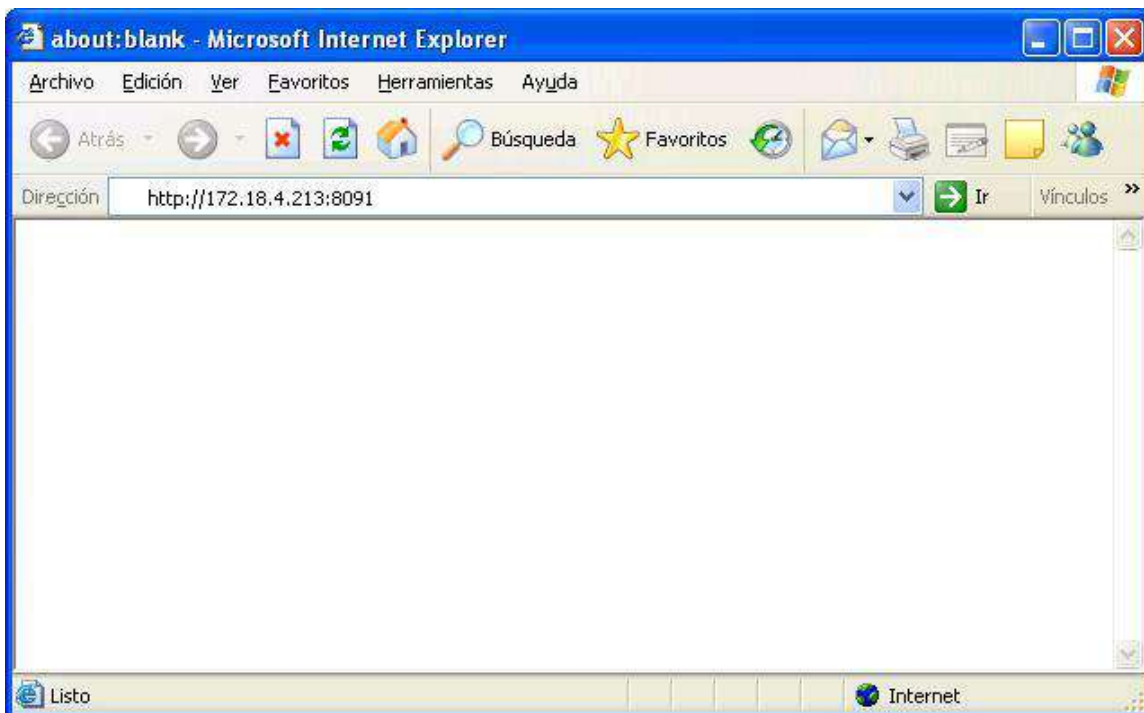 about:blank - Microsoft Internet Explorer
Archivo Edición Ver Favoritos Herramientas Ayuda
Atrás Búsqueda Favoritos
Dirección http://172.18.4.213:8091 Ir Vínculos »
Listo Internet